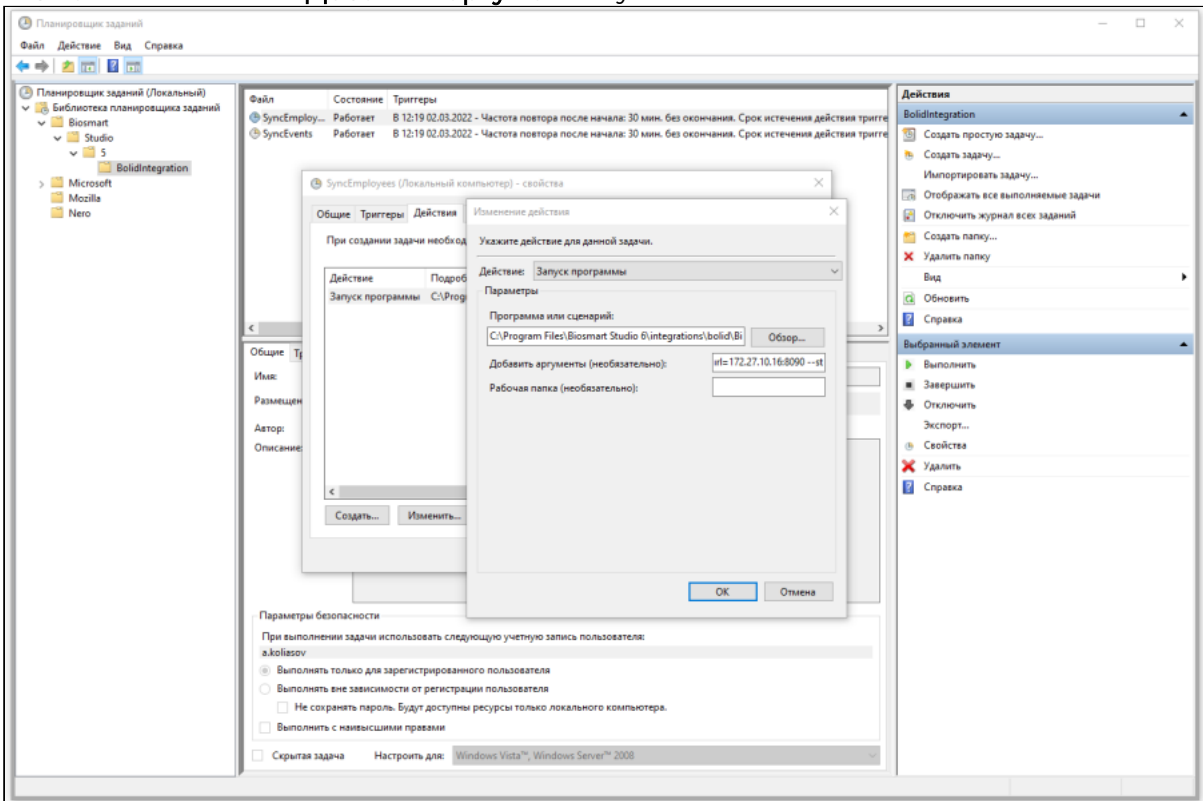 Планировщик заданий
Файл Действие Вид Справка
Планировщик заданий (Локальный)
Библиотека планировщика заданий
Biosmart
Studio
5
BolidIntegration
Microsoft
Mozilla
Nero
Файл Состояние Триггеры
SyncEmploy... Работает В 12:19 02.03.2022 - Частота повтора после начала: 30 мин. без окончания. Срок истечения действия тригге
SyncEvents Работает В 12:19 02.03.2022 - Частота повтора после начала: 30 мин. без окончания. Срок истечения действия тригге
SyncEmployees (Локальный компьютер) - свойства
Общие Триггеры Действия
При создании задачи необход
Действие Подроб
Запуск программы C:\Prog
Создать... Изменить...
Изменение действия
Укажите действие для данной задачи.
Действие: Запуск программы
Параметры
Программа или сценарий:
C:\Program Files\Biosmart Studio 6\integrations\bolid\Bi Обзор...
Добавить аргументы (необязательно): irl=172.27.10.16:8090 --st
Рабочая папка (необязательно):
ОК Отмена
Общие Тр
Имя:
Размещен
Автор:
Описание:
Параметры безопасности
При выполнении задачи использовать следующую учетную запись пользователя:
a.koliasov
Выполнять только для зарегистрированного пользователя
Выполнять вне зависимости от регистрации пользователя
Не сохранять пароль. Будут доступны ресурсы только локального компьютера.
Выполнить с наивысшими правами
Скрытая задача Настроить для: Windows Vista™, Windows Server™ 2008
Действия
BolidIntegration
Создать простую задачу...
Создать задачу...
Импортировать задачу...
Отображать все выполняемые задачи
Отключить журнал всех заданий
Создать папку...
Удалить папку
Вид
Обновить
Справка
Выбранный элемент
Выполнить
Завершить
Отключить
Экспорт...
Свойства
Удалить
Справка